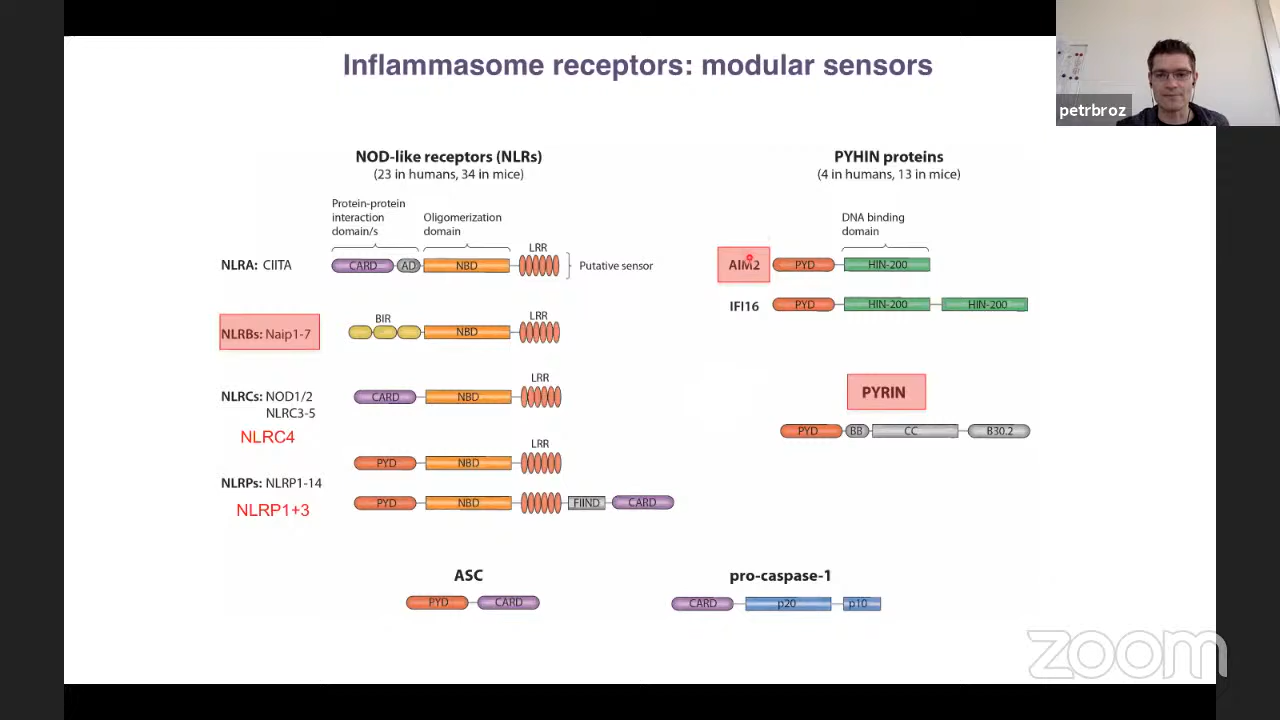 Inflammasome receptors: modular sensors
petrbroz
NOD-like receptors (NLRs)
(23 in humans, 34 in mice)
Protein-protein
interaction
domain/s
Oligomerization
domain
LRR
NLRA: CIITA
CARD
AD
NBD
Putative sensor
BIR
LRR
NLRBs: Naip1-7
NBD
LRR
NLRCs: NOD1/2
NLRC3-5
CARD
NBD
NLRC4
LRR
PYD
NBD
NLRPs: NLRP1-14
NLRP1+3
PYD
NBD
FIIND
CARD
PYHIN proteins
(4 in humans, 13 in mice)
DNA binding
domain
AIM2
PYD
HIN-200
IFI16
PYD
HIN-200
HIN-200
PYRIN
PYD
BB
CC
B30.2
ASC
PYD
CARD
pro-caspase-1
CARD
p20
p10
zoom